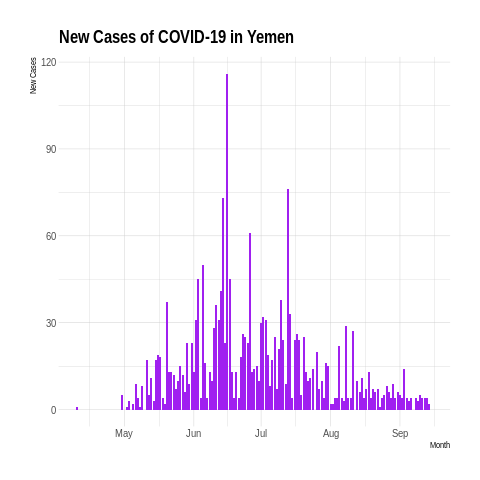 New Cases of COVID-19 in Yemen
New Cases
120
90
60
30
0
May Jun Jul Aug Sep
Month